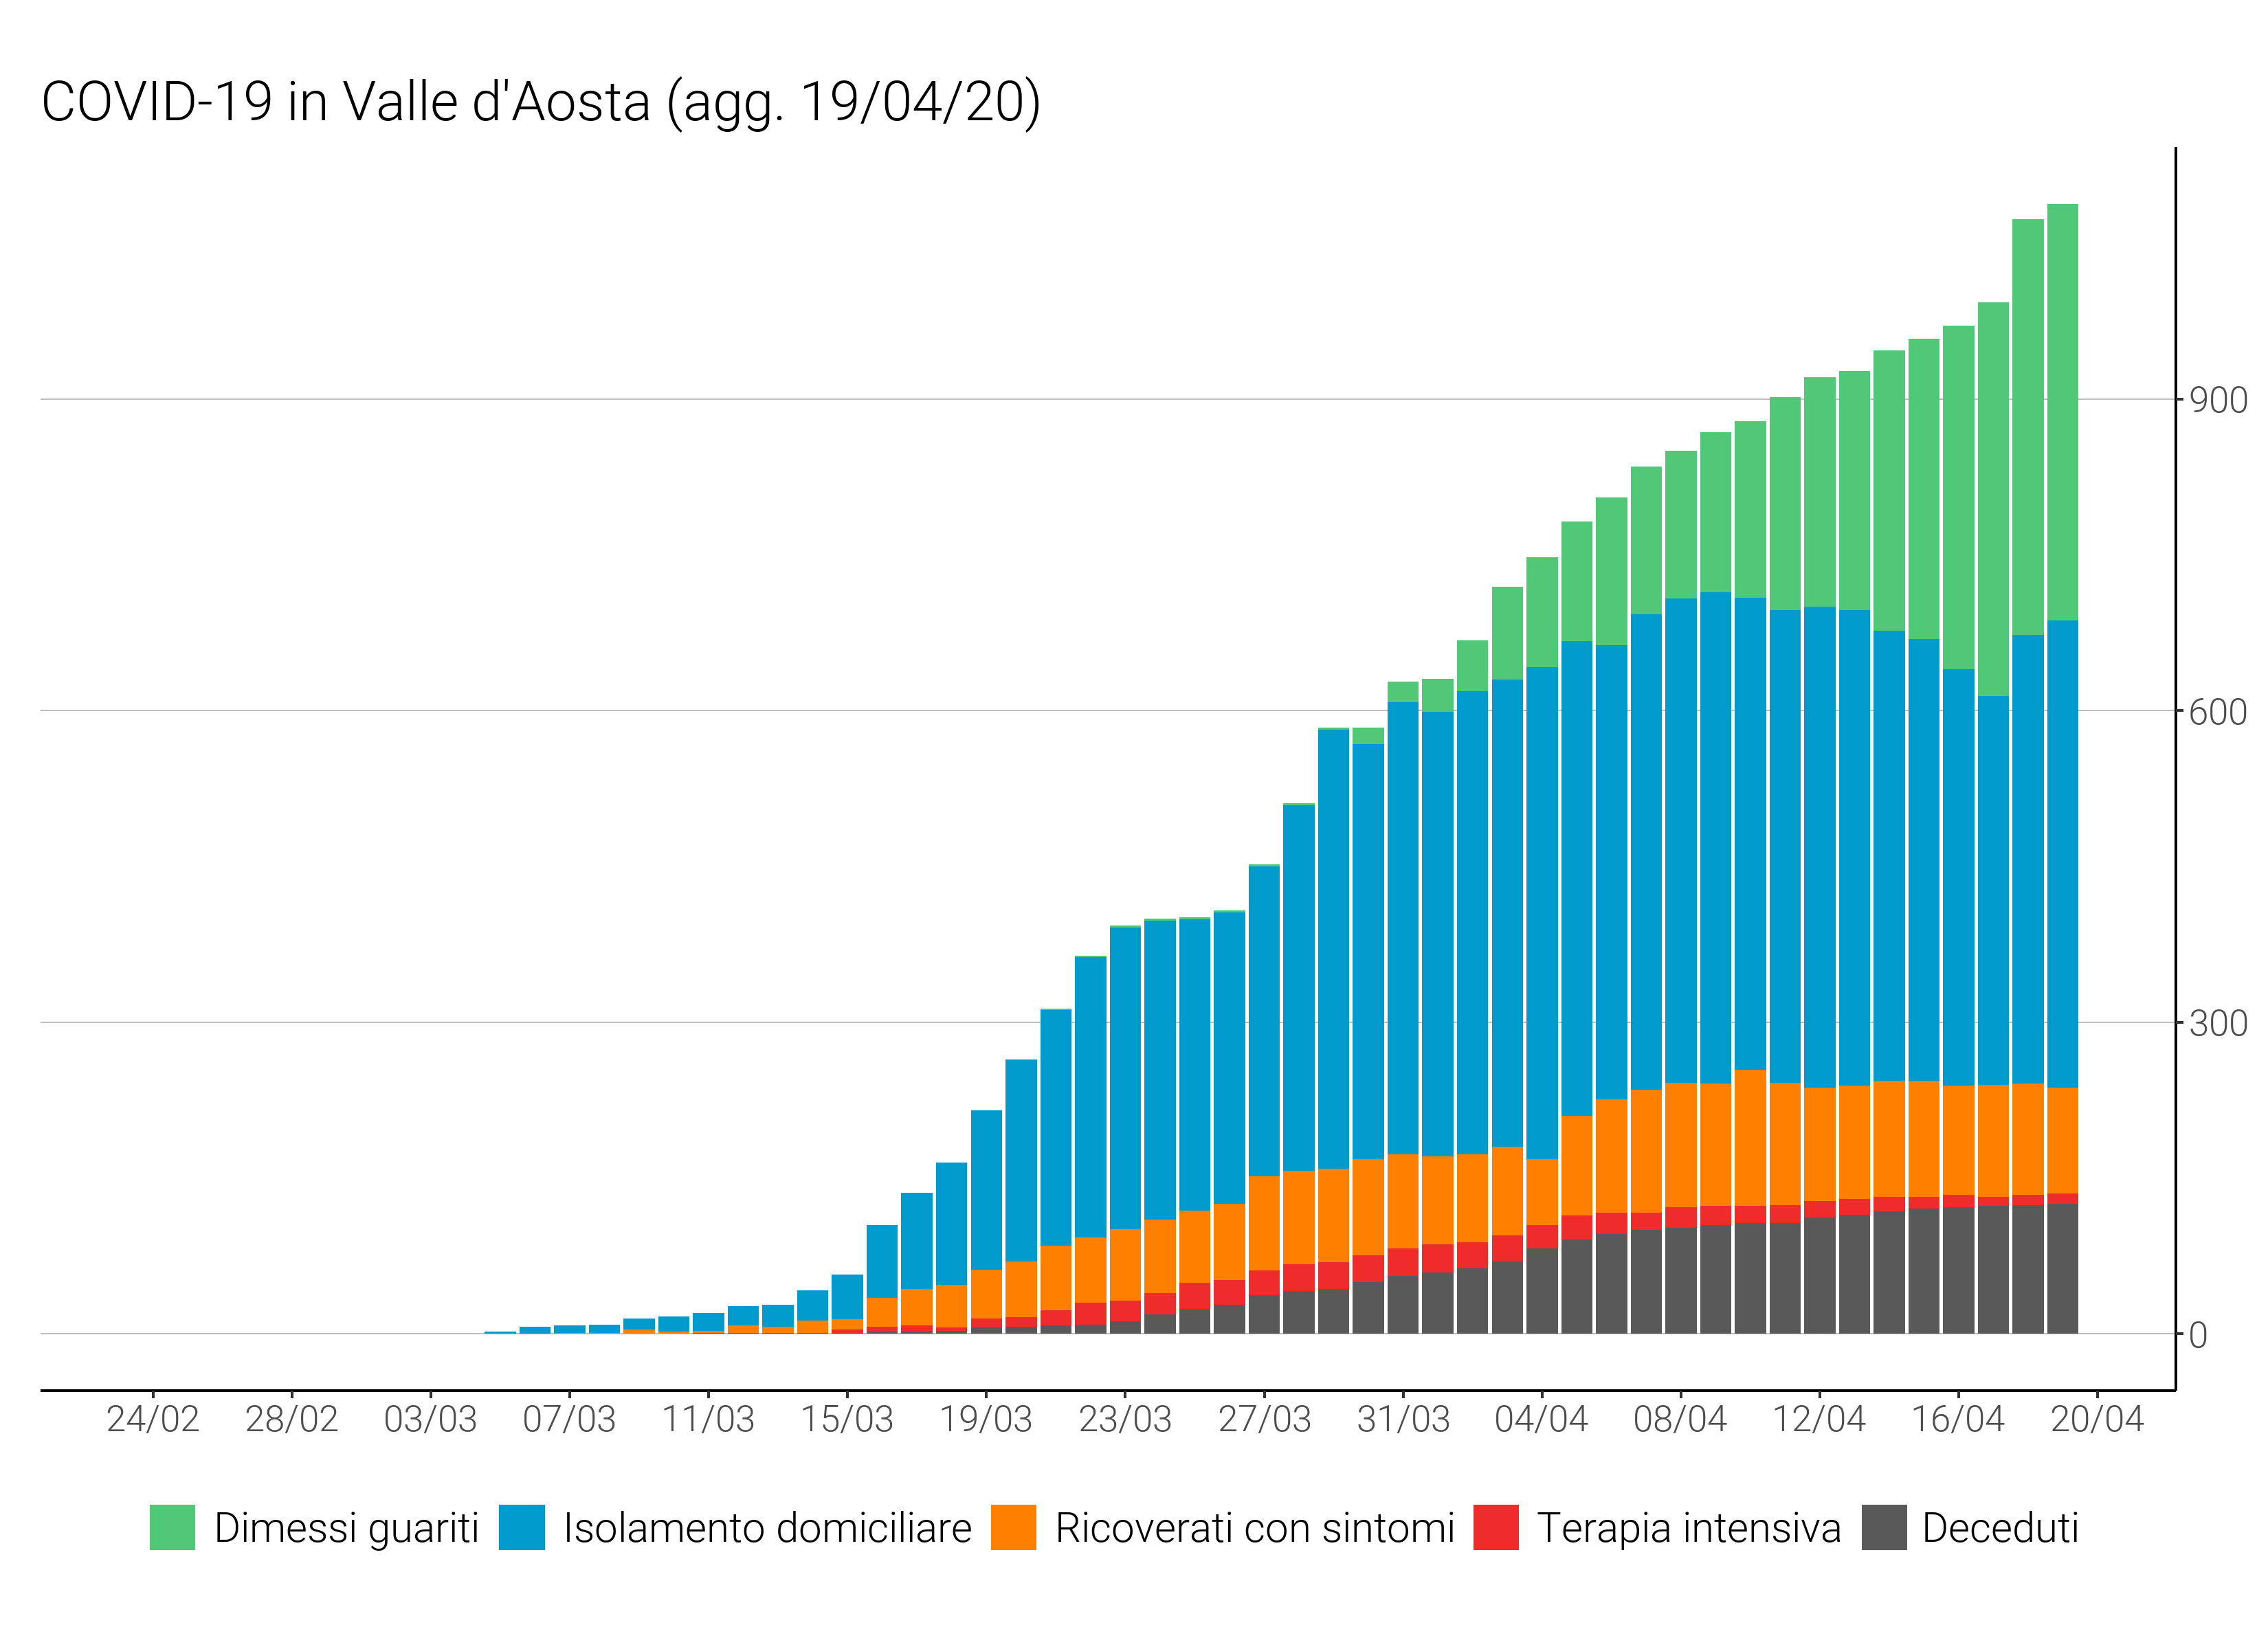 COVID-19 in Valle d'Aosta (agg. 19/04/20)
900
600
300
0
24/02 28/02 03/03 07/03 11/03 15/03 19/03 23/03 27/03 31/03 04/04 08/04 12/04 16/04 20/04
Dimessi guariti Isolamento domiciliare Ricoverati con sintomi Terapia intensiva Deceduti